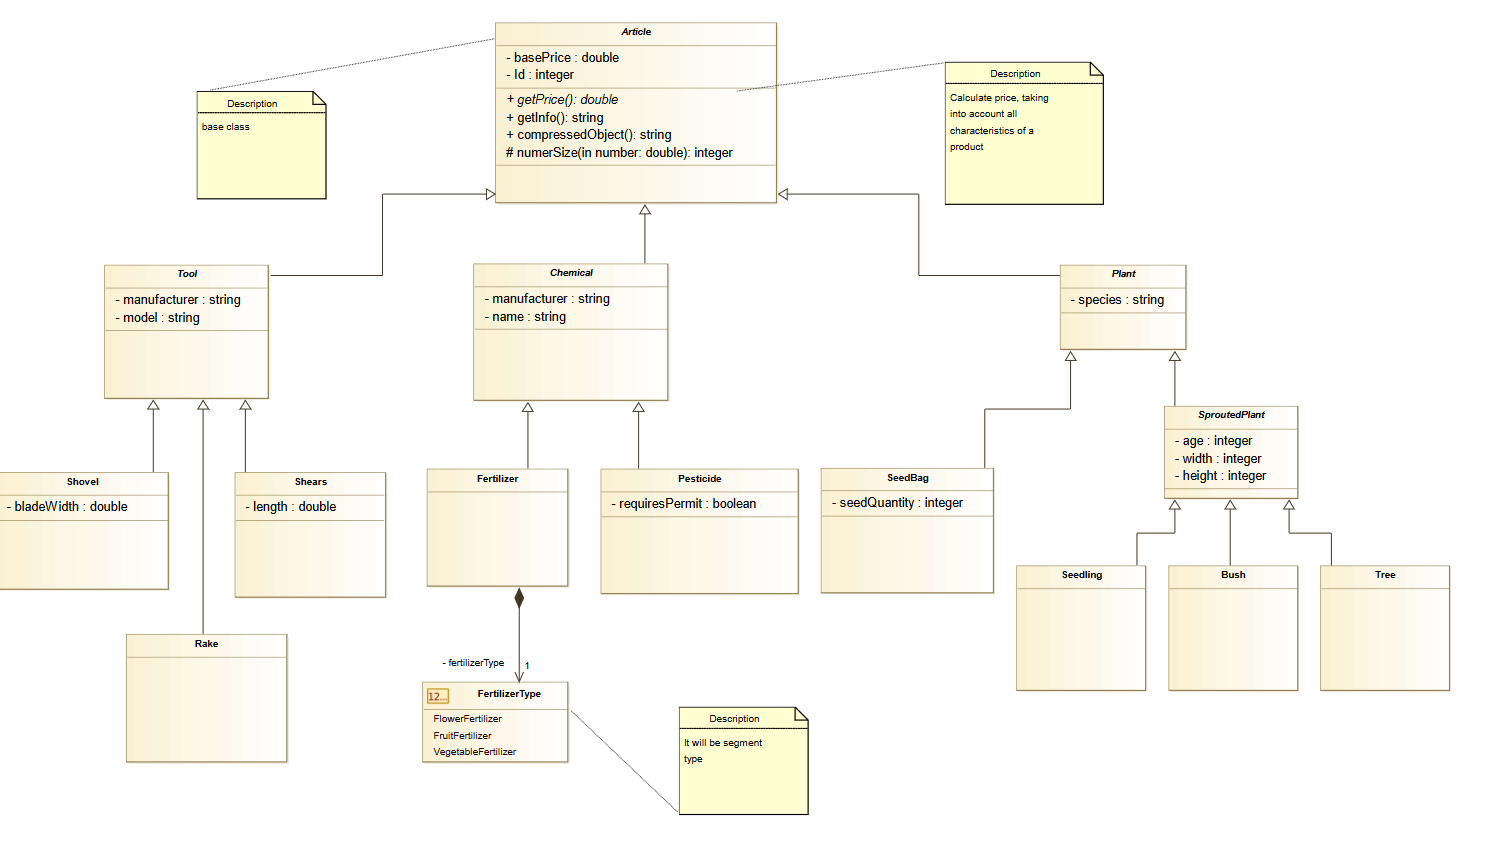 Article
- basePrice : double
- Id : integer
+ getPrice(): double
+ getInfo(): string
+ compressedObject(): string
# numerSize(in number: double): integer
Description
base class
Description
Calculate price, taking
into account all
characteristics of a
product
Tool
- manufacturer : string
- model : string
Chemical
- manufacturer : string
- name : string
Plant
- species : string
SproutedPlant
- age : integer
- width : integer
- height : integer
Shovel
- bladeWidth : double
Shears
- length : double
Fertilizer
Pesticide
- requiresPermit : boolean
SeedBag
- seedQuantity : integer
Seedling
Bush
Tree
Rake
- fertilizerType
1
12... FertilizerType
FlowerFertilizer
FruitFertilizer
VegetableFertilizer
Description
It will be segment
type